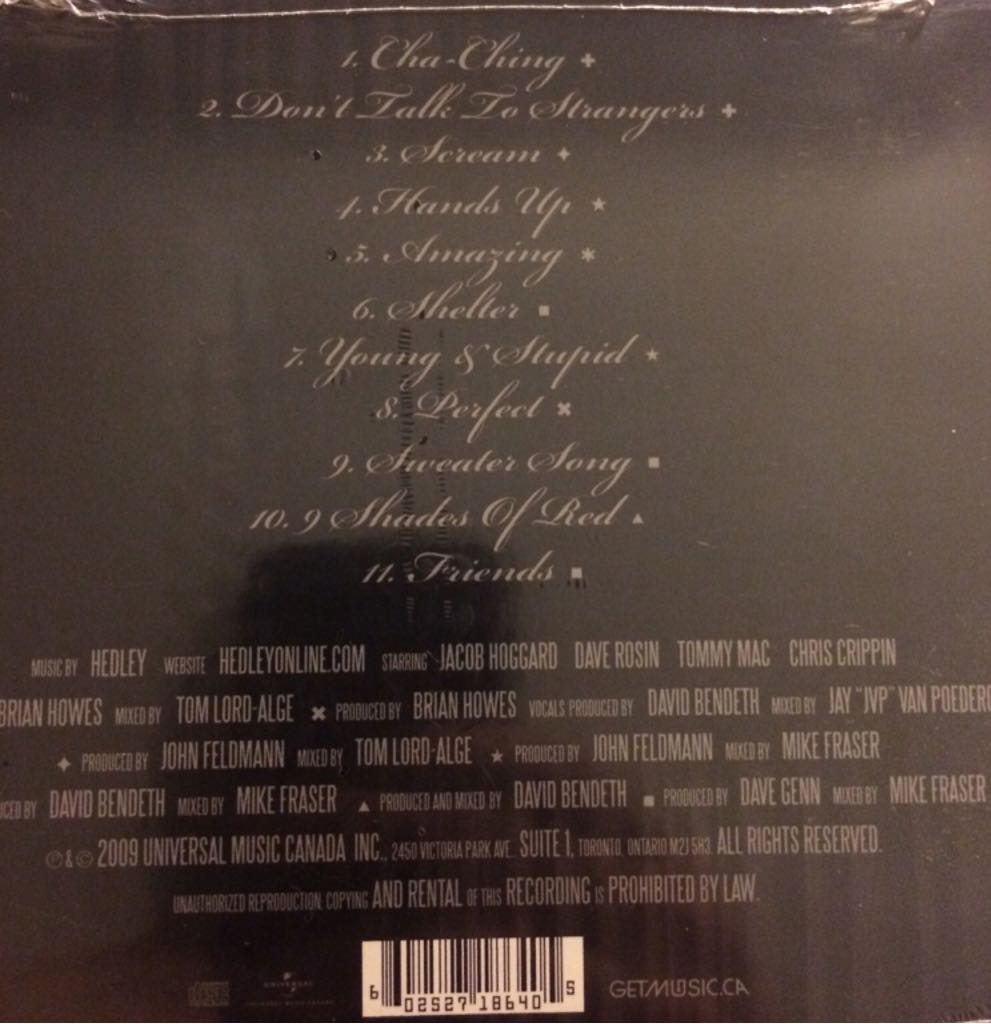 1. Cha-Ching ✚
2. Don't Talk To Strangers ✚
3. Scream ✦
4. Hands Up ★
5. Amazing ✱
6. Shelter ■
7. Young & Stupid ★
8. Perfect ✖
9. Sweater Song ■
10. 9 Shades Of Red ▲
11. Friends ■
MUSIC BY HEDLEY WEBSITE HEDLEYONLINE.COM STARRING JACOB HOGGARD DAVE ROSIN TOMMY MAC CHRIS CRIPPIN
BRIAN HOWES MIXED BY TOM LORD-ALGE ✖ PRODUCED BY BRIAN HOWES VOCALS PRODUCED BY DAVID BENDETH MIXED BY JAY "JVP" VAN POEDERO
✦ PRODUCED BY JOHN FELDMANN MIXED BY TOM LORD-ALGE ★ PRODUCED BY JOHN FELDMANN MIXED BY MIKE FRASER
UCED BY DAVID BENDETH MIXED BY MIKE FRASER ▲ PRODUCED AND MIXED BY DAVID BENDETH ■ PRODUCED BY DAVE GENN MIXED BY MIKE FRASER
℗ & © 2009 UNIVERSAL MUSIC CANADA INC., 2450 VICTORIA PARK AVE. SUITE 1, TORONTO, ONTARIO M2J 5H3. ALL RIGHTS RESERVED.
UNAUTHORIZED REPRODUCTION, COPYING AND RENTAL OF THIS RECORDING IS PROHIBITED BY LAW.
disc UNIVERSAL 6 02527 18640 5 GETMUSIC.CA